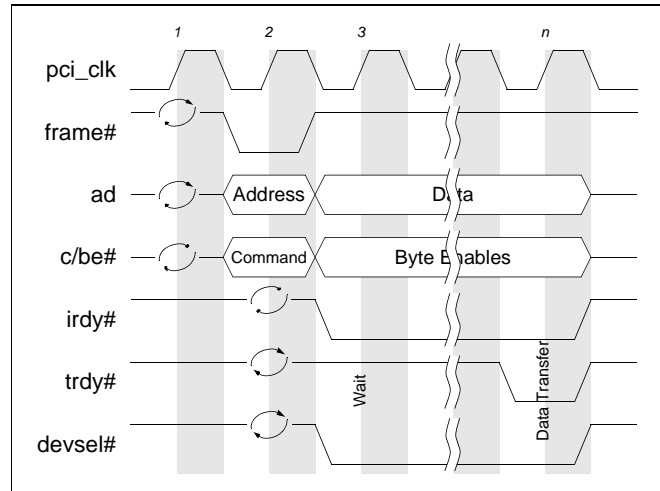 1 2 3 n
pci_clk
frame#
ad Address Data
c/be# Command Byte Enables
irdy#
trdy#
Wait
Data Transfer
devsel#